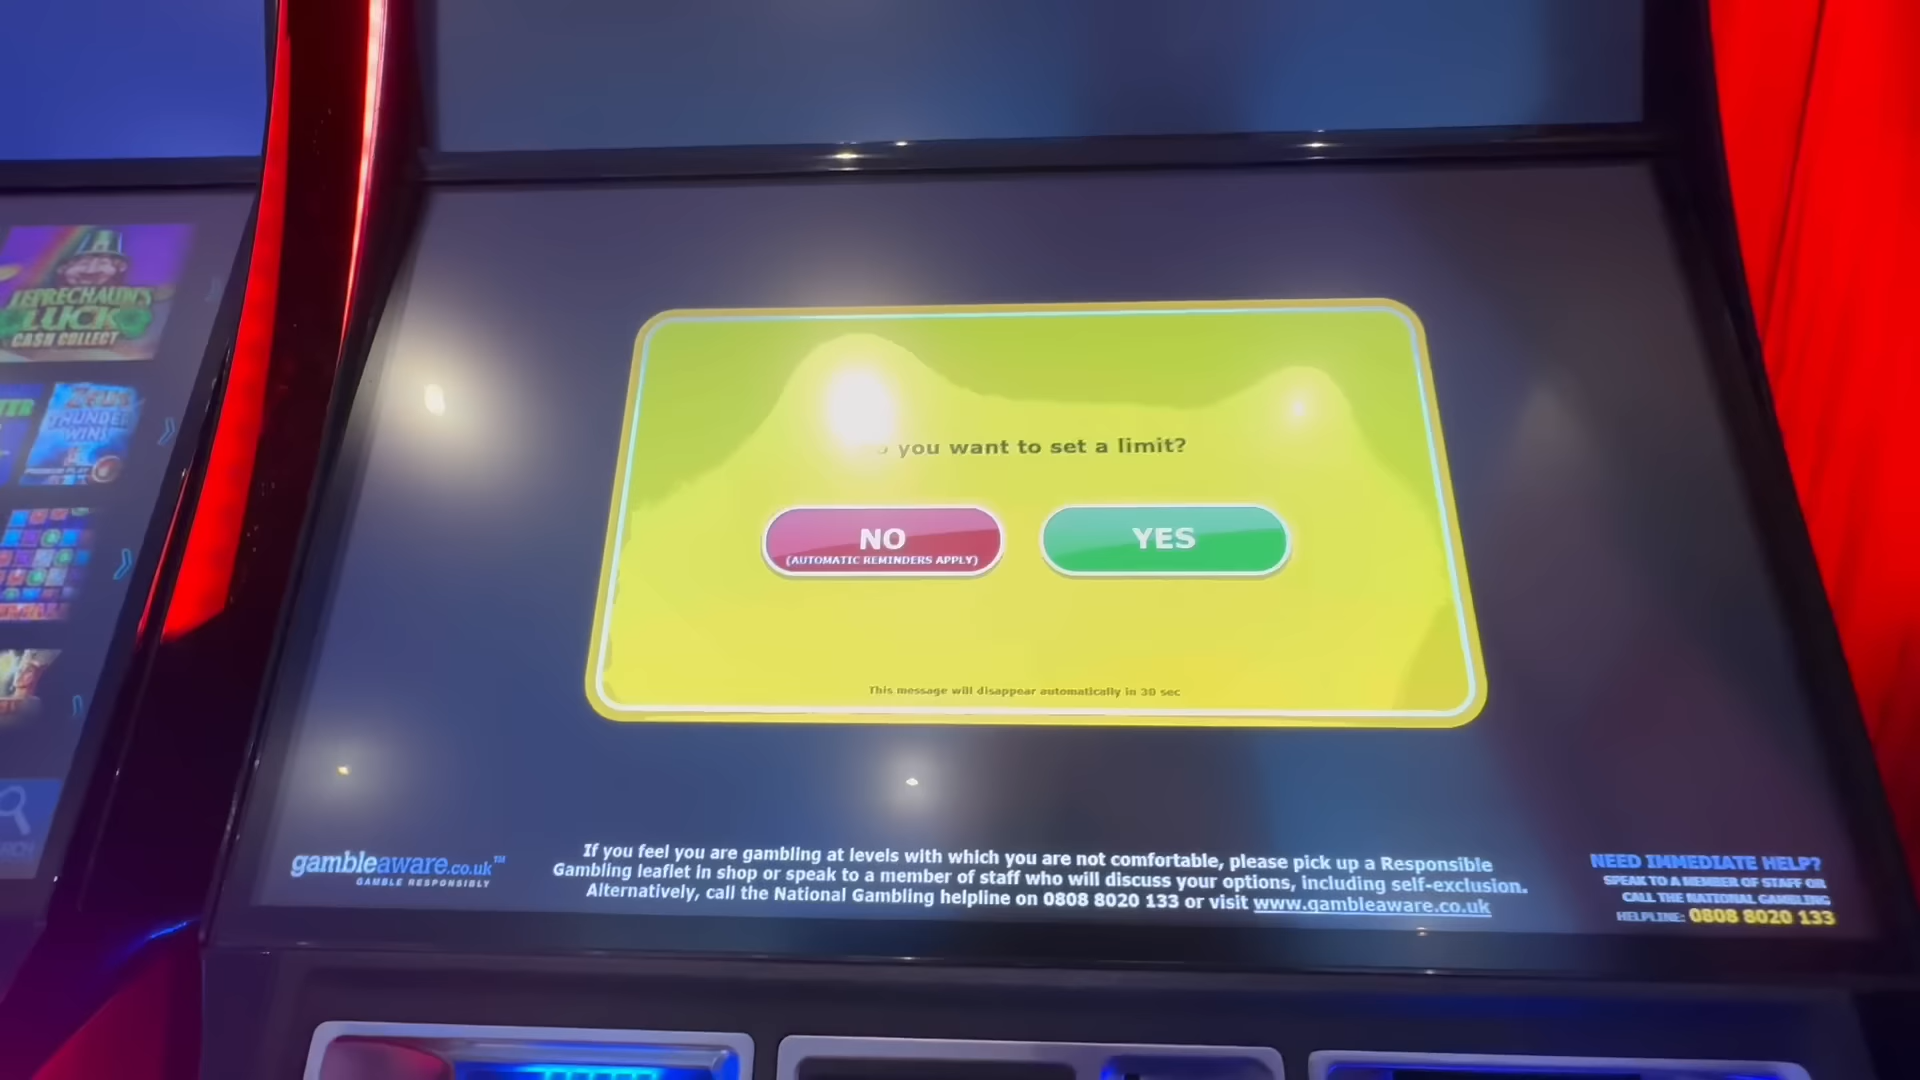 LEPRECHAUN'S
LUCK
CASH COLLECT
ZEUS
THUNDER
WINS
you want to set a limit?
NO
(AUTOMATIC REMINDERS APPLY)
YES
This message will disappear automatically in 30 sec
gambleaware.co.uk™
GAMBLE RESPONSIBLY
If you feel you are gambling at levels with which you are not comfortable, please pick up a Responsible
Gambling leaflet in shop or speak to a member of staff who will discuss your options, including self-exclusion.
Alternatively, call the National Gambling helpline on 0808 8020 133 or visit www.gambleaware.co.uk
NEED IMMEDIATE HELP?
SPEAK TO A MEMBER OF STAFF OR
CALL THE NATIONAL GAMBLING
HELPLINE: 0808 8020 133